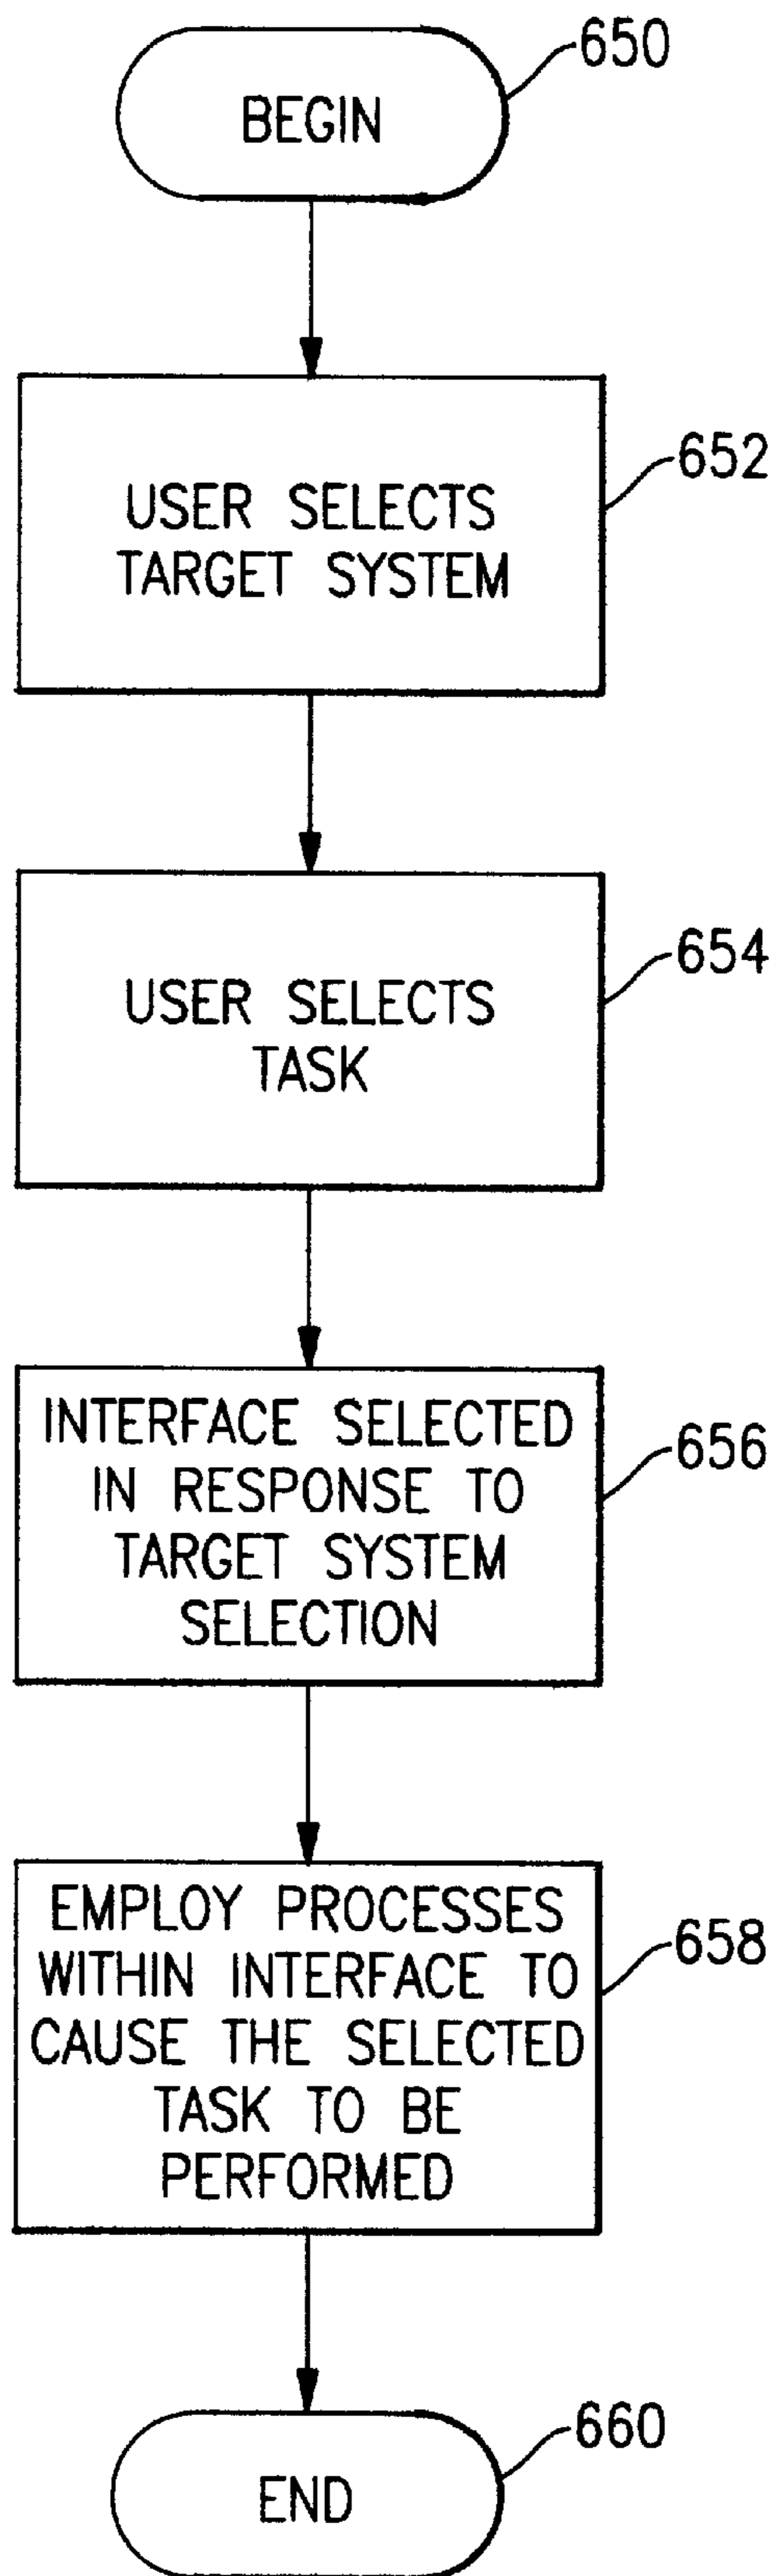 650
BEGIN
652
USER SELECTS
TARGET SYSTEM
654
USER SELECTS
TASK
656
INTERFACE SELECTED
IN RESPONSE TO
TARGET SYSTEM
SELECTION
658
EMPLOY PROCESSES
WITHIN INTERFACE TO
CAUSE THE SELECTED
TASK TO BE
PERFORMED
660
END